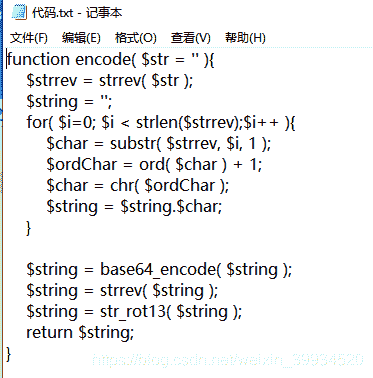 代码.txt - 记事本
文件(F) 编辑(E) 格式(O) 查看(V) 帮助(H)
function encode( $str = '' ){
    $strrev = strrev( $str );
    $string = '';
    for( $i=0; $i < strlen($strrev);$i++ ){
        $char = substr( $strrev, $i, 1 );
        $ordChar = ord( $char ) + 1;
        $char = chr( $ordChar );
        $string = $string.$char;
    }
    $string = base64_encode( $string );
    $string = strrev( $string );
    $string = str_rot13( $string );
    return $string;
}
https://blog.csdn.net/weixin_39934520